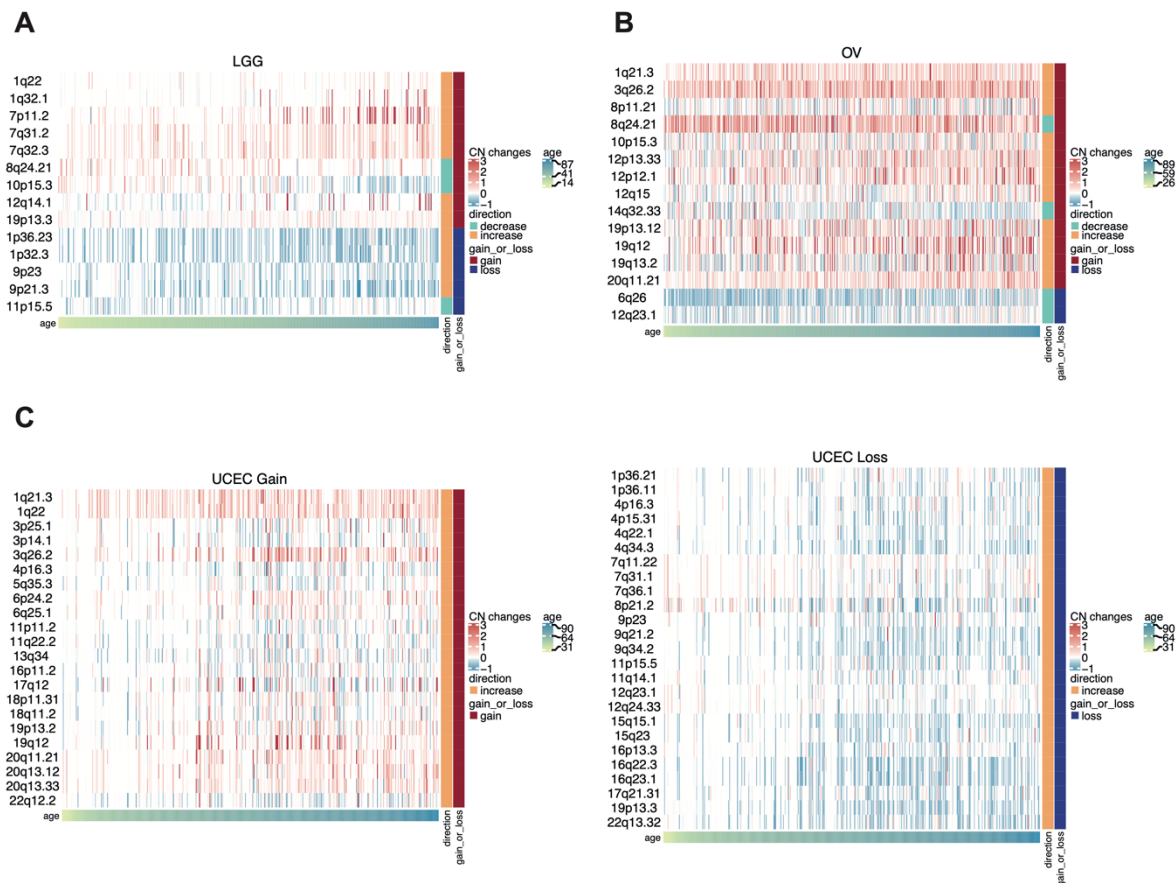 A
LGG
1q22
1q32.1
7p11.2
7q31.2
7q32.3
8q24.21
10p15.3
12q14.1
19p13.3
1p36.23
1p32.3
9p23
9p21.3
11p15.5
age
direction
gain_or_loss
CN changes
3
2
1
0
−1
age
87
41
14
direction
decrease
increase
gain_or_loss
gain
loss
B
OV
1q21.3
3q26.2
8p11.21
8q24.21
10p15.3
12p13.33
12p12.1
12q15
14q32.33
19p13.12
19q12
19q13.2
20q11.21
6q26
12q23.1
age
direction
gain_or_loss
CN changes
3
2
1
0
−1
age
89
59
26
direction
decrease
increase
gain_or_loss
gain
loss
C
UCEC Gain
1q21.3
1q22
3p25.1
3p14.1
3q26.2
4p16.3
5q35.3
6p24.2
6q25.1
11p11.2
11q22.2
13q34
16p11.2
17q12
18p11.31
18q11.2
19p13.2
19q12
20q11.21
20q13.12
20q13.33
22q12.2
age
direction
gain_or_loss
CN changes
3
2
1
0
−1
age
90
64
31
direction
increase
gain_or_loss
gain
UCEC Loss
1p36.21
1p36.11
4p16.3
4p15.31
4q22.1
4q34.3
7q11.22
7q31.1
7q36.1
8p21.2
9p23
9q21.2
9q34.2
11p15.5
11q14.1
12q23.1
12q24.33
15q15.1
15q23
16p13.3
16q22.3
16q23.1
17q21.31
19p13.3
22q13.32
age
direction
gain_or_loss
CN changes
3
2
1
0
−1
age
90
64
31
direction
increase
gain_or_loss
loss